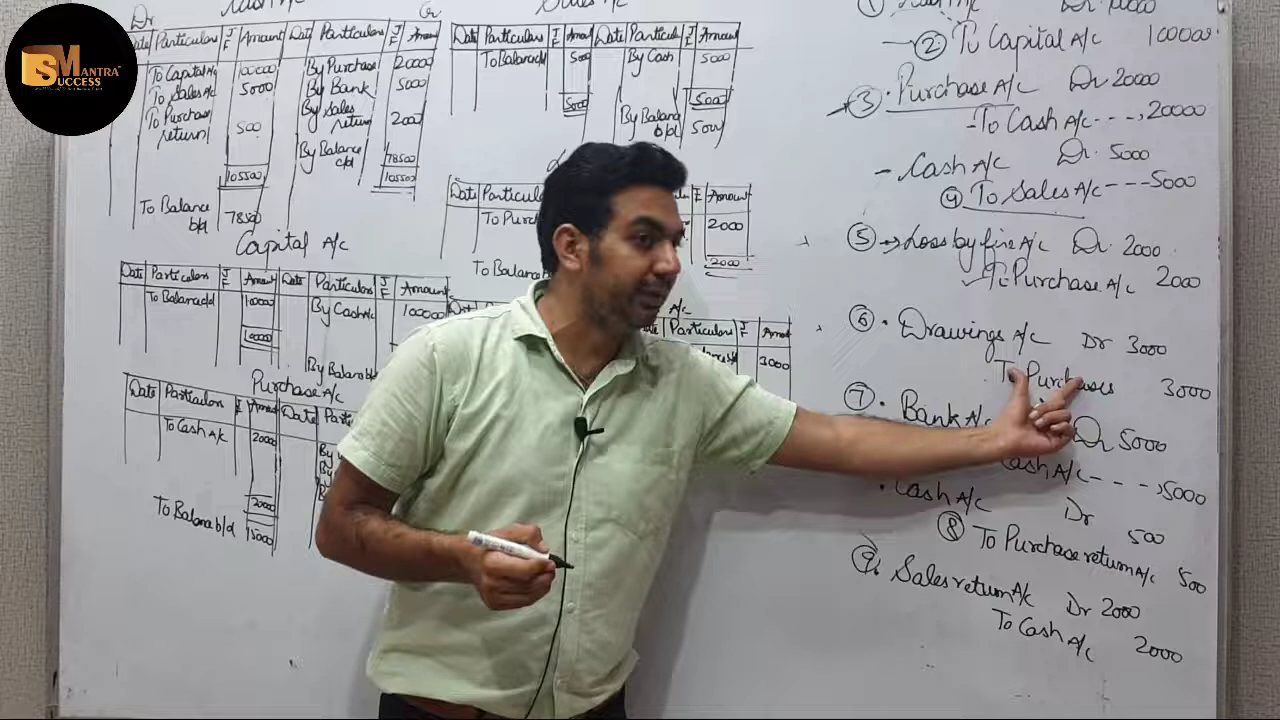 MANTRA
SUCCESS
Dr
Cr
Date Particulars J F Amount Date Particulars J F Amount
To Capital A/c 100000 By Purchase 20000
To Sales A/c 5000 By Bank 5000
To Purchase return 500 By Sales return 2000
By Balance c/d 78500
105500 105500
To Balance b/d 78500
Sales A/c
Date Particulars J F Amount Date Particulars J F Amount
To Balance c/d 5000 By Cash 5000
5000 5000
By Balance b/d 5000
Date Particulars
Amount
2000
2000
To Balance b/d
Capital A/c
Date Particulars J F Amount Date Particulars J F Amount
To Balance c/d By Cash A/c 100000
By Balance b/d
A/c
Particulars J F Amount
3000
Purchase A/c
Date Particulars J F Amount Date
To Cash A/c 20000
To Balance b/d 15000
② To Capital A/c 100000
③ Purchase A/c Dr 20000
- To Cash A/c ---, 20000
- Cash A/c Dr. 5000
④ To Sales A/c --- 5000
⑤ → Loss by fire A/c Dr. 2000
To Purchase A/c 2000
⑥ Drawings A/c Dr 3000
To Purchases 3000
⑦ Bank A/c Dr 5000
Cash A/c ----, 5000
Cash A/c Dr 500
⑧ To Purchase return A/c 500
⑨ Sales return A/c Dr 2000
To Cash A/c 2000